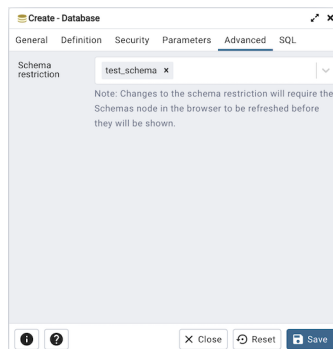 Create - Database
General Definition Security Parameters Advanced SQL
Schema restriction
test_schema ×
Note: Changes to the schema restriction will require the
Schemas node in the browser to be refreshed before
they will be shown.
Close Reset Save